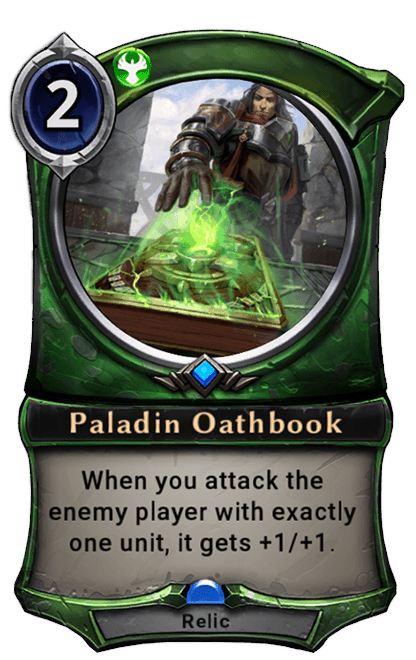 2
Paladin Oathbook
When you attack the
enemy player with exactly
one unit, it gets +1/+1.
Relic